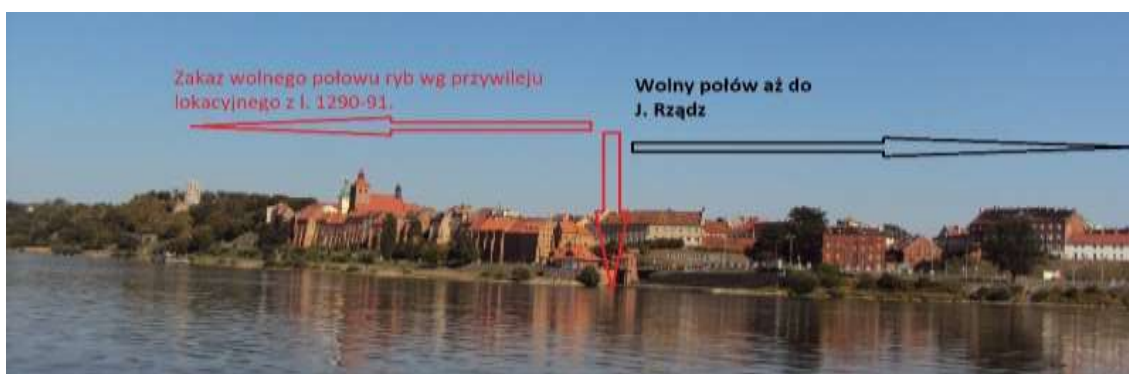 Zakaz wolnego połowu ryb wg przywileju
lokacyjnego z l. 1290-91.
Wolny połów aż do
J. Rządz